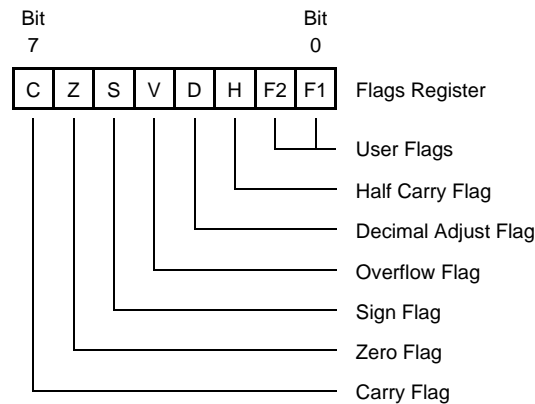 Bit Bit
7 0
C Z S V D H F2 F1 Flags Register
User Flags
Half Carry Flag
Decimal Adjust Flag
Overflow Flag
Sign Flag
Zero Flag
Carry Flag